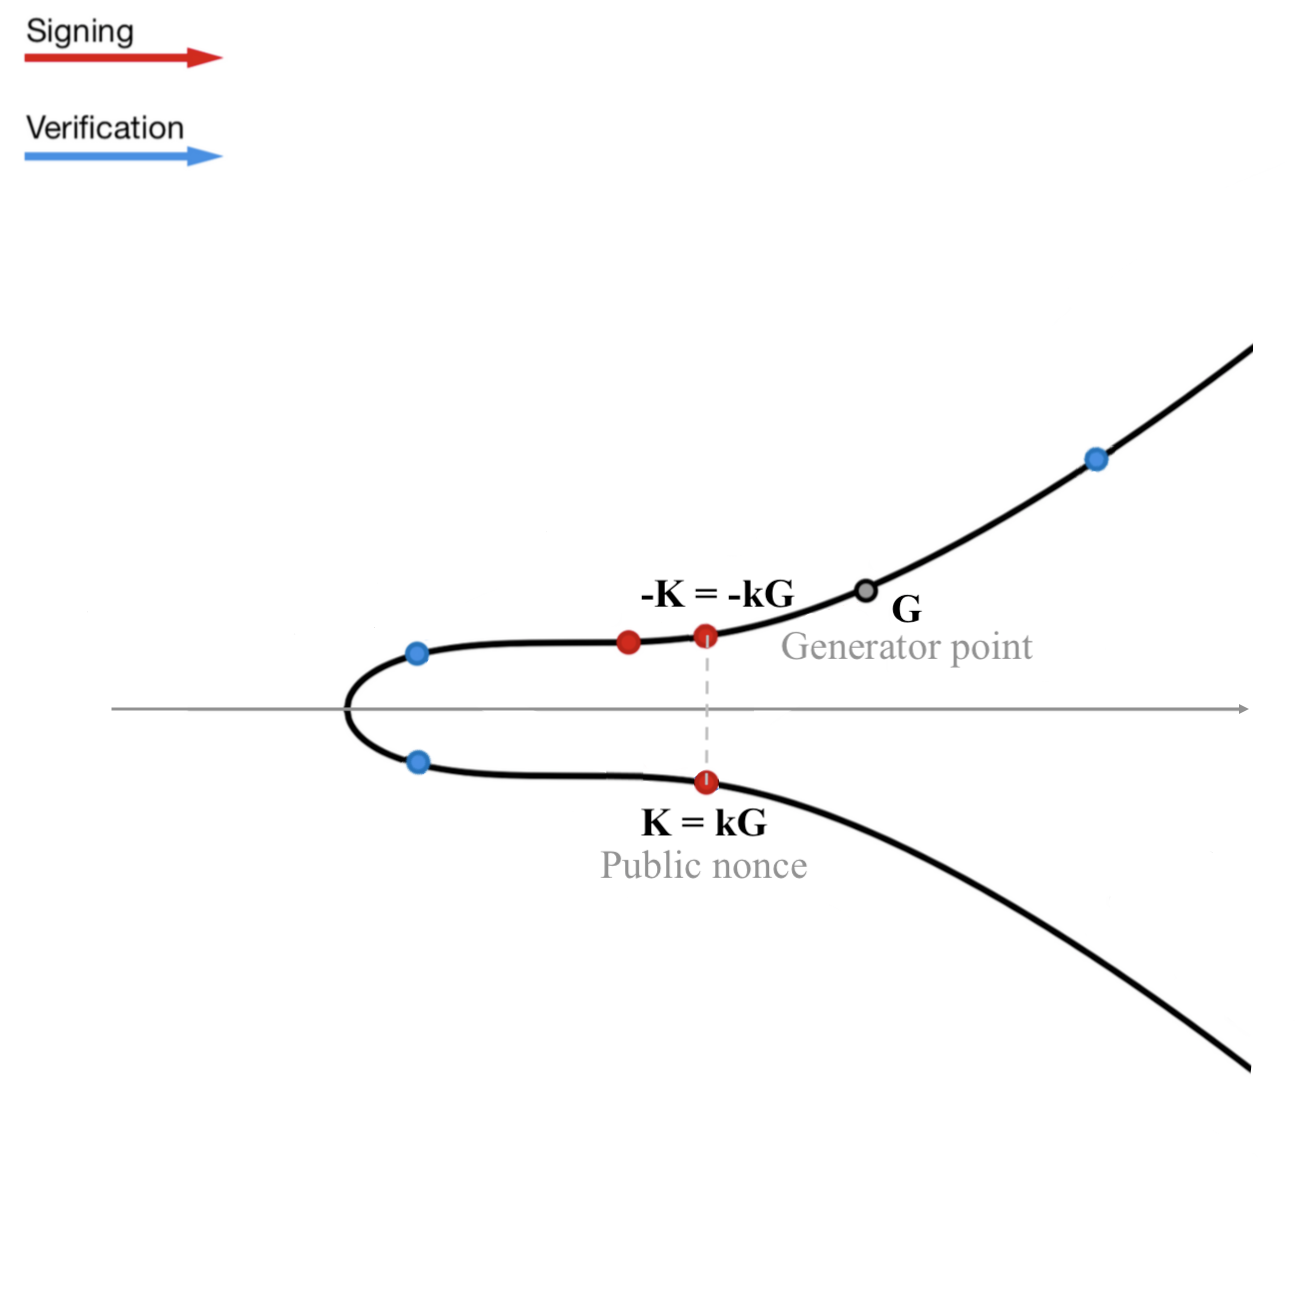 Signing
Verification
-K = -kG
G
Generator point
K = kG
Public nonce